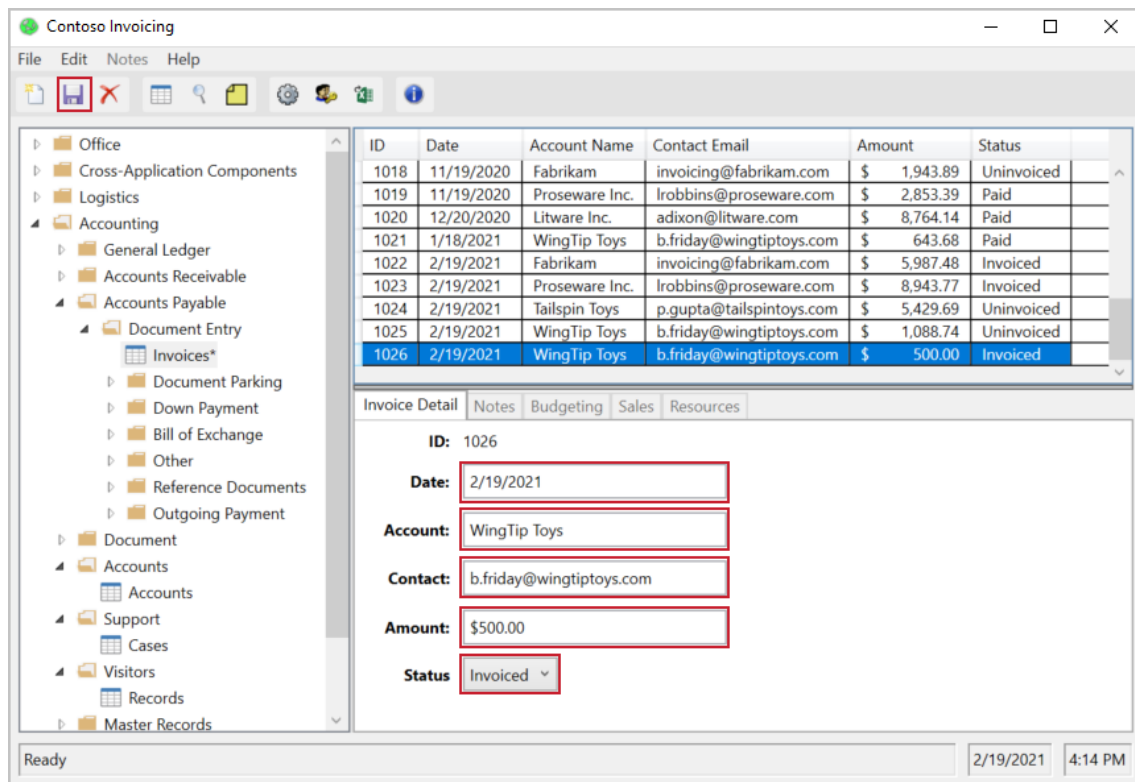 Contoso Invoicing
File Edit Notes Help
Office
Cross-Application Components
Logistics
Accounting
General Ledger
Accounts Receivable
Accounts Payable
Document Entry
Invoices*
Document Parking
Down Payment
Bill of Exchange
Other
Reference Documents
Outgoing Payment
Document
Accounts
Accounts
Support
Cases
Visitors
Records
Master Records
ID Date Account Name Contact Email Amount Status
1018 11/19/2020 Fabrikam invoicing@fabrikam.com $ 1,943.89 Uninvoiced
1019 11/19/2020 Proseware Inc. lrobbins@proseware.com $ 2,853.39 Paid
1020 12/20/2020 Litware Inc. adixon@litware.com $ 8,764.14 Paid
1021 1/18/2021 WingTip Toys b.friday@wingtiptoys.com $ 643.68 Paid
1022 2/19/2021 Fabrikam invoicing@fabrikam.com $ 5,987.48 Invoiced
1023 2/19/2021 Proseware Inc. lrobbins@proseware.com $ 8,943.77 Invoiced
1024 2/19/2021 Tailspin Toys p.gupta@tailspintoys.com $ 5,429.69 Uninvoiced
1025 2/19/2021 WingTip Toys b.friday@wingtiptoys.com $ 1,088.74 Uninvoiced
1026 2/19/2021 WingTip Toys b.friday@wingtiptoys.com $ 500.00 Invoiced
Invoice Detail Notes Budgeting Sales Resources
ID: 1026
Date: 2/19/2021
Account: WingTip Toys
Contact: b.friday@wingtiptoys.com
Amount: $500.00
Status Invoiced
Ready 2/19/2021 4:14 PM